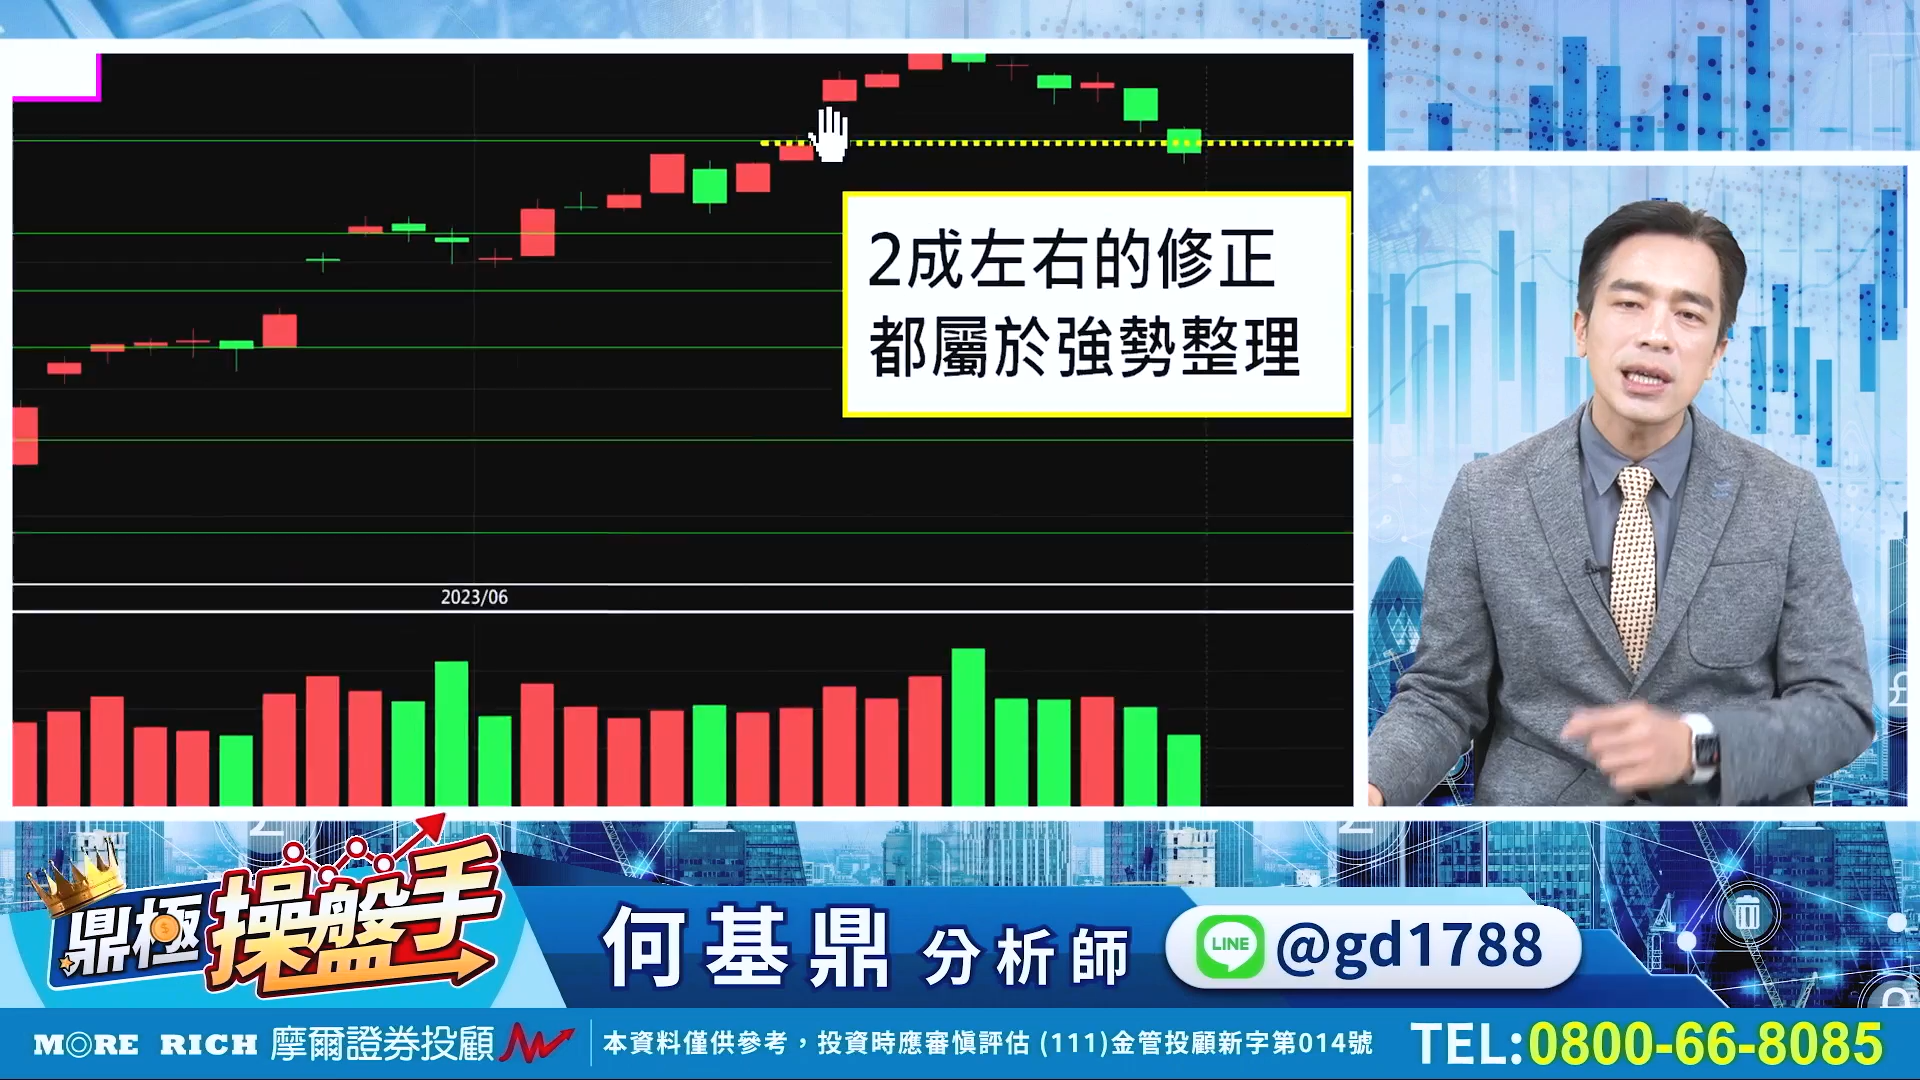 2成左右的修正
都屬於強勢整理
2023/06
鼎極操盤手
何基鼎 分析師
LINE @gd1788
MORE RICH 摩爾證券投顧
本資料僅供參考，投資時應審慎評估 (111)金管投顧新字第014號
TEL:0800-66-8085